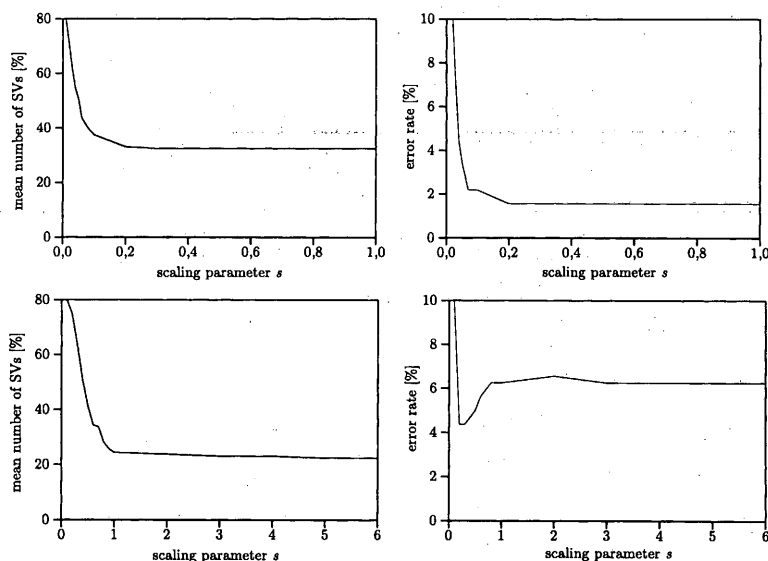 80
60
40
20
0
mean number of SVs [%]
0,0 0,2 0,4 0,6 0,8 1,0
scaling parameter s
10
8
6
4
2
0
error rate [%]
0,0 0,2 0,4 0,6 0,8 1,0
scaling parameter s
80
60
40
20
0
mean number of SVs [%]
0 1 2 3 4 5 6
scaling parameter s
10
8
6
4
2
0
error rate [%]
0 1 2 3 4 5 6
scaling parameter s